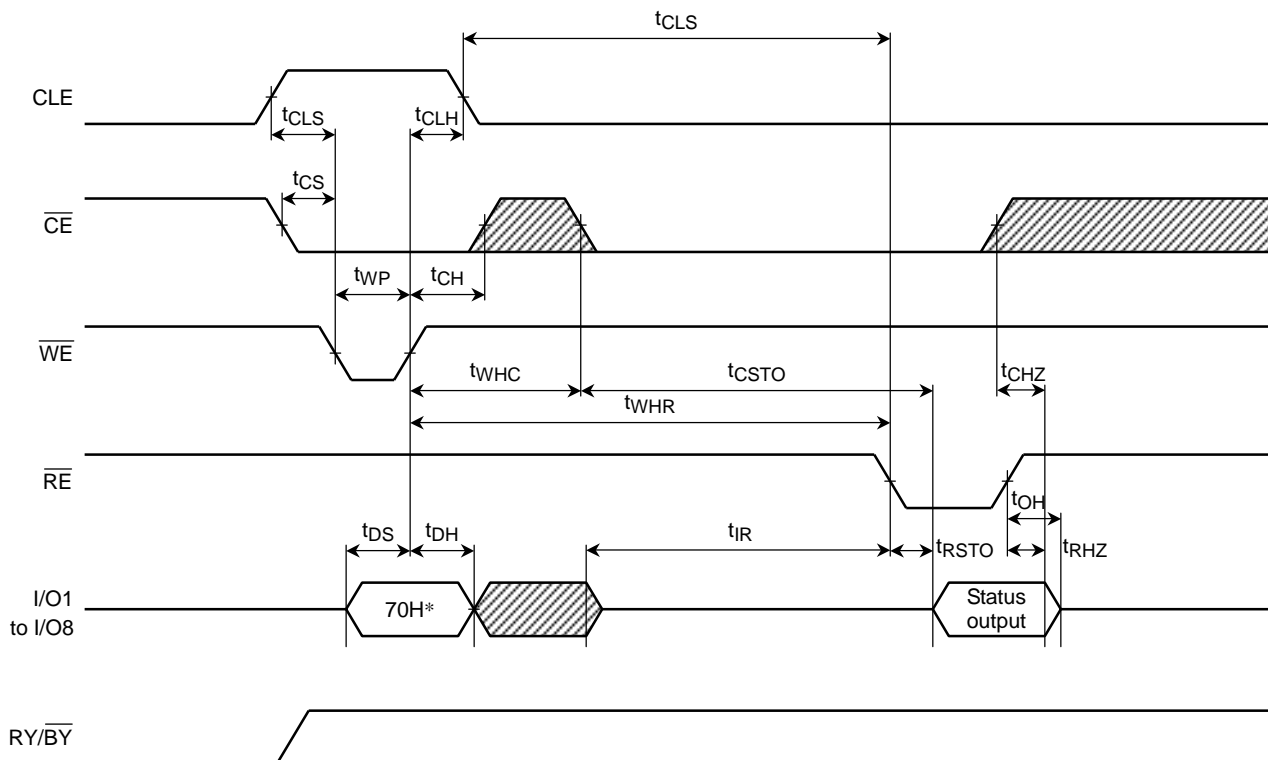 tCLS
CLE
tCLS
tCLH
tCS
CE
tWP
tCH
WE
tWHC
tCSTO
tCHZ
tWHR
RE
tOH
tDS
tDH
tIR
tRSTO
tRHZ
I/O1
to I/O8
70H*
Status
output
RY/BY